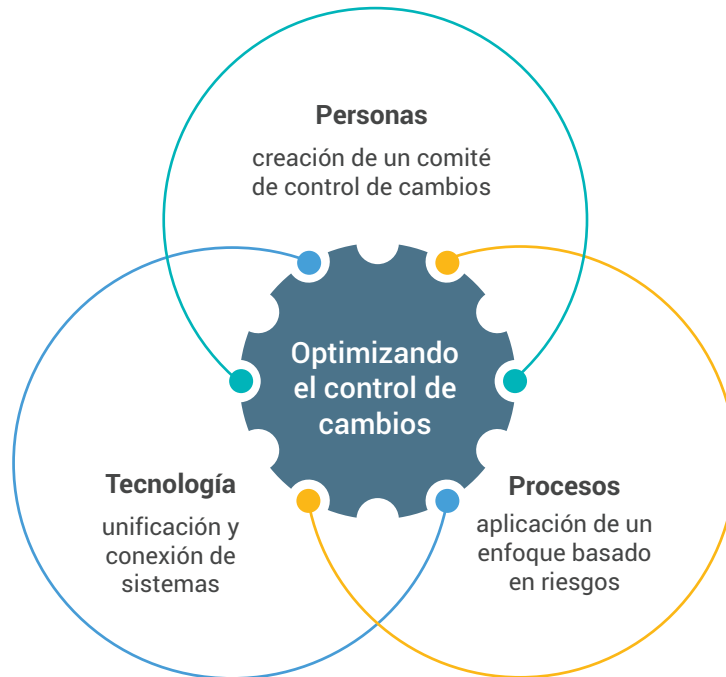 Personas
creación de un comité
de control de cambios
Optimizando
el control de
cambios
Tecnología
unificación y
conexión de
sistemas
Procesos
aplicación de un
enfoque basado
en riesgos